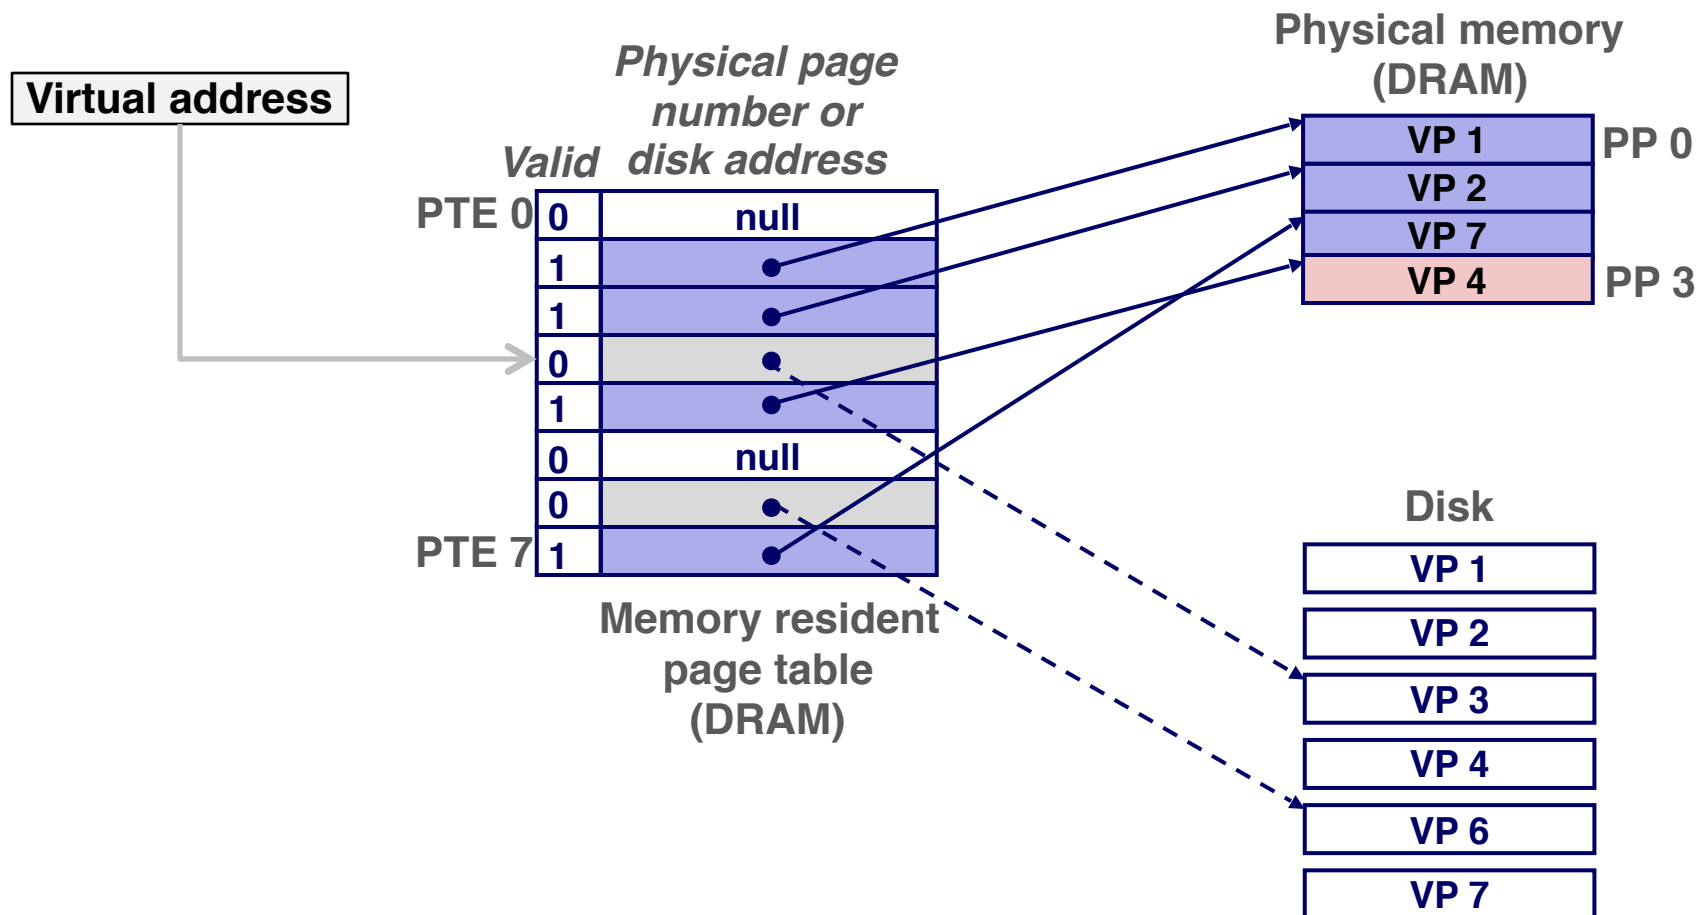 Virtual address
Physical page
number or
disk address
Valid
PTE 0
0
null
1
1
0
1
0
null
0
PTE 7
1
Memory resident
page table
(DRAM)
Physical memory
(DRAM)
VP 1
PP 0
VP 2
VP 7
VP 4
PP 3
Disk
VP 1
VP 2
VP 3
VP 4
VP 6
VP 7